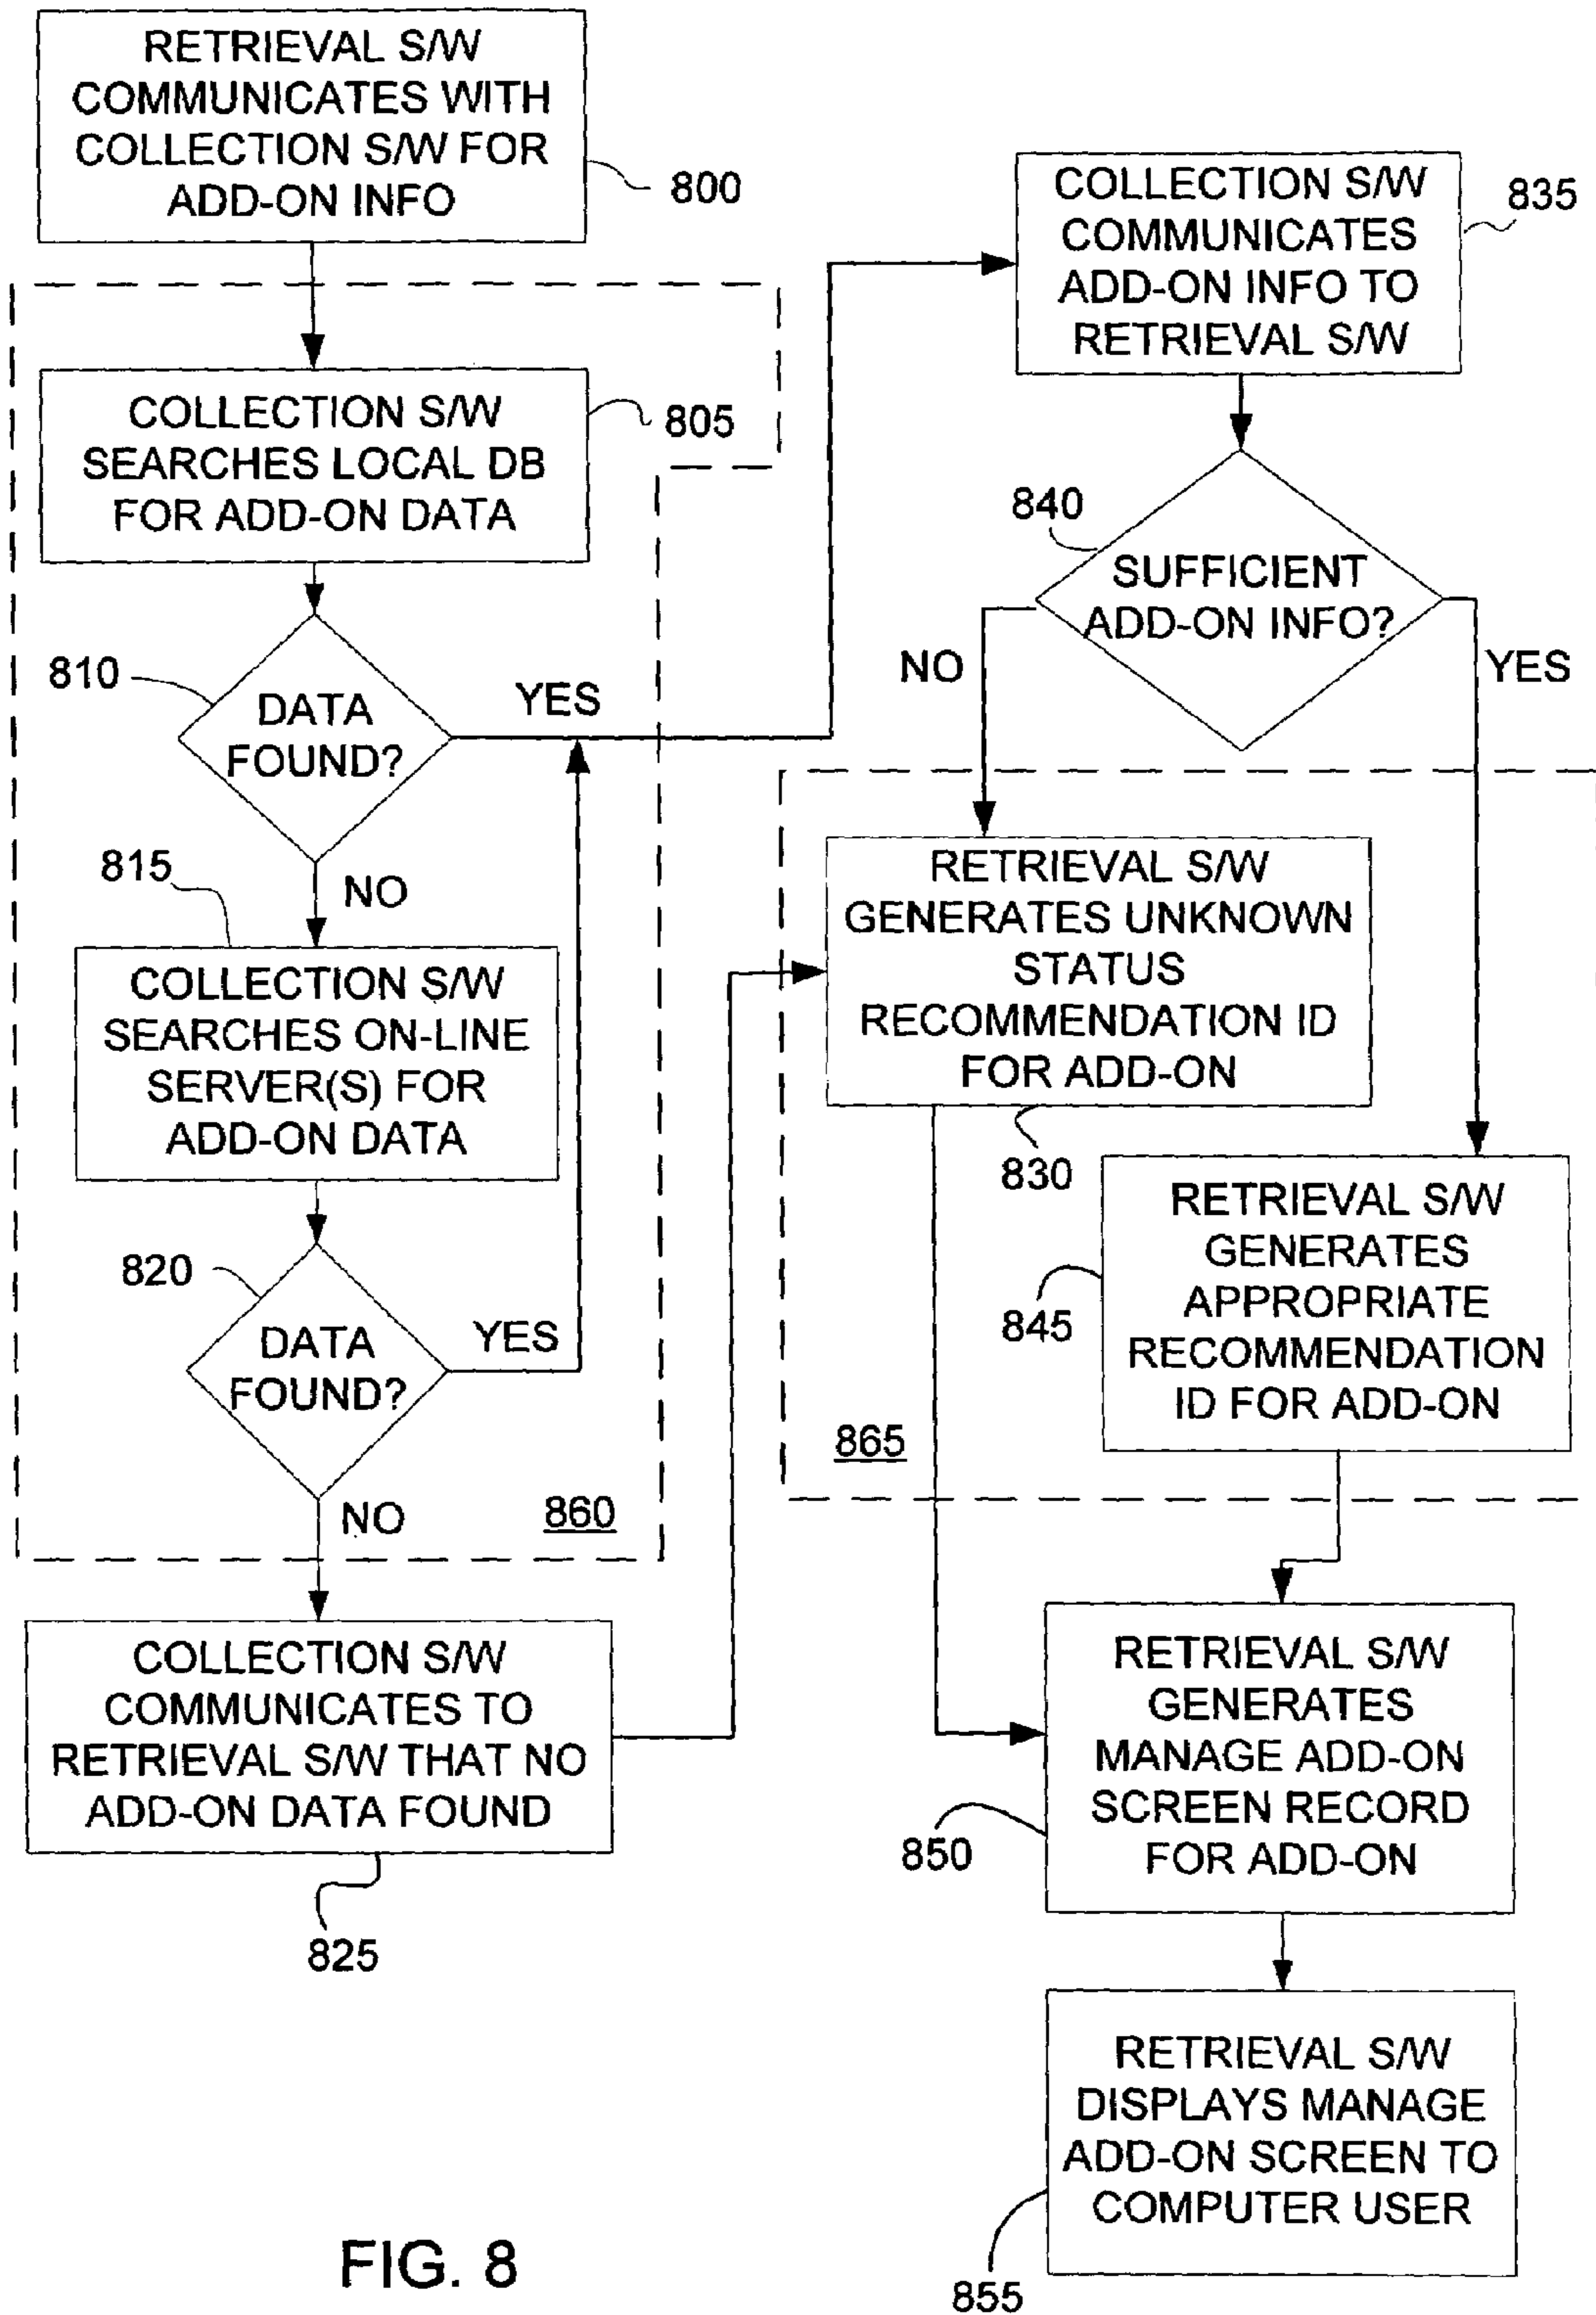 RETRIEVAL S/W
COMMUNICATES WITH
COLLECTION S/W FOR
ADD-ON INFO
800
COLLECTION S/W
SEARCHES LOCAL DB
FOR ADD-ON DATA
805
810
DATA
FOUND?
YES
NO
815
COLLECTION S/W
SEARCHES ON-LINE
SERVER(S) FOR
ADD-ON DATA
820
DATA
FOUND?
YES
NO
860
COLLECTION S/W
COMMUNICATES TO
RETRIEVAL S/W THAT NO
ADD-ON DATA FOUND
825
COLLECTION S/W
COMMUNICATES
ADD-ON INFO TO
RETRIEVAL S/W
835
840
SUFFICIENT
ADD-ON INFO?
NO
YES
RETRIEVAL S/W
GENERATES UNKNOWN
STATUS
RECOMMENDATION ID
FOR ADD-ON
830
RETRIEVAL S/W
GENERATES
APPROPRIATE
RECOMMENDATION
ID FOR ADD-ON
845
865
RETRIEVAL S/W
GENERATES
MANAGE ADD-ON
SCREEN RECORD
FOR ADD-ON
850
RETRIEVAL S/W
DISPLAYS MANAGE
ADD-ON SCREEN TO
COMPUTER USER
855
FIG. 8